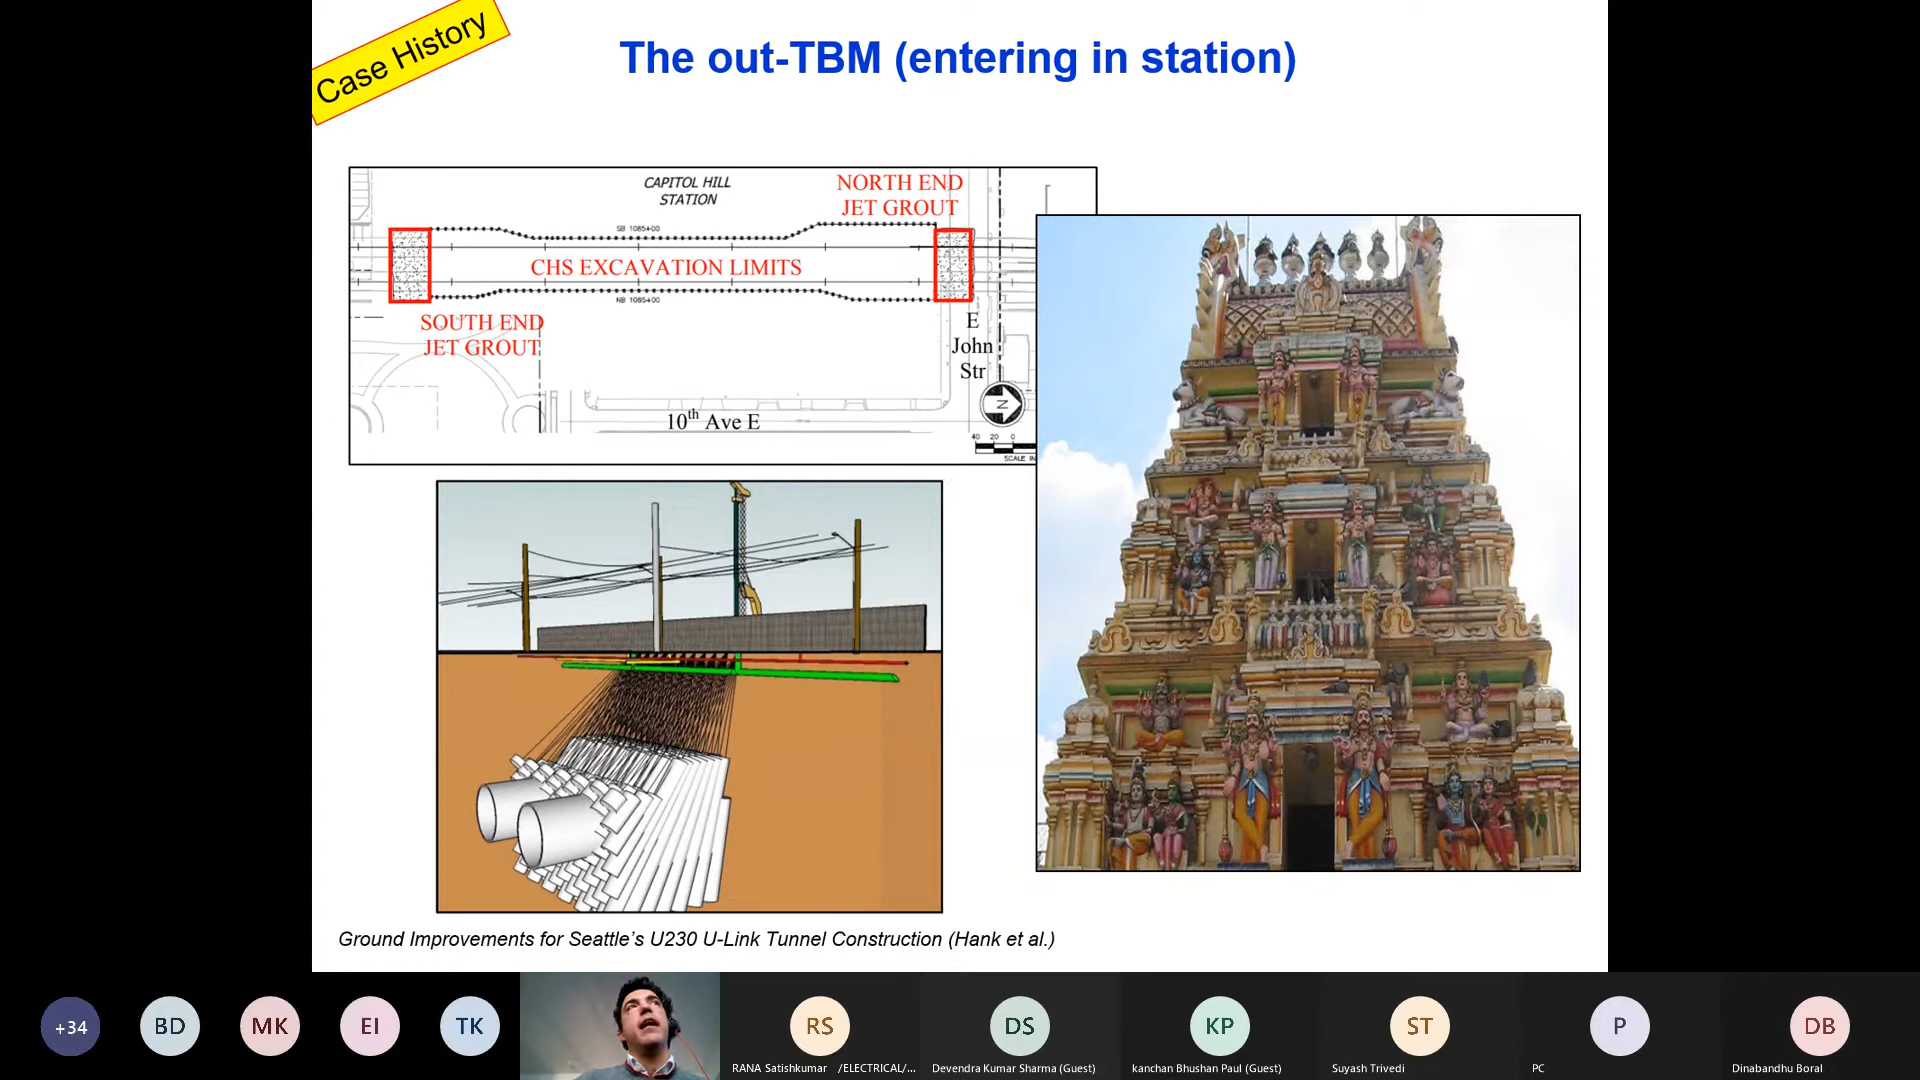 Case History
The out-TBM (entering in station)
CAPITOL HILL
STATION
NORTH END
JET GROUT
SB 1085+00
CHS EXCAVATION LIMITS
NB 1085+00
SOUTH END
JET GROUT
E
John
Str
N
10th Ave E
40 20 0
SCALE IN
Ground Improvements for Seattle's U230 U-Link Tunnel Construction (Hank et al.)
+34
BD
MK
EI
TK
RS
DS
KP
ST
P
DB
RANA Satishkumar /ELECTRICAL/...
Devendra Kumar Sharma (Guest)
kanchan Bhushan Paul (Guest)
Suyash Trivedi
PC
Dinabandhu Boral